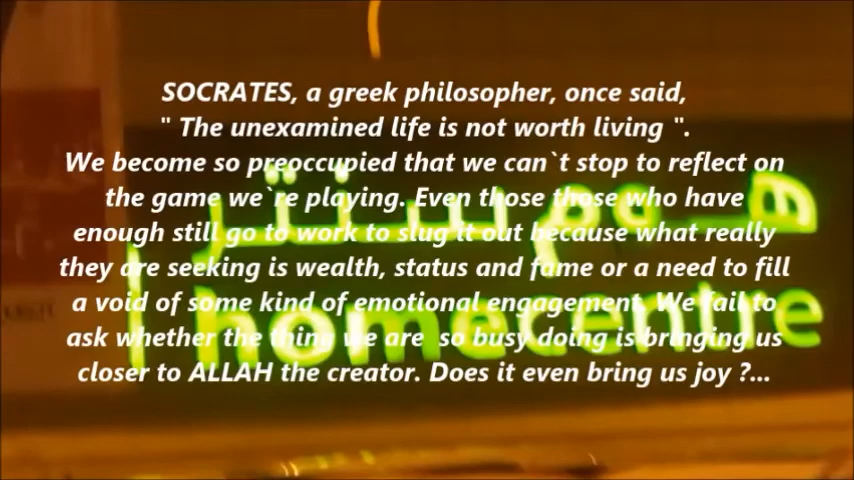 SOCRATES, a greek philosopher, once said,
" The unexamined life is not worth living ".
We become so preoccupied that we can`t stop to reflect on
the game we`re playing. Even those those who have
enough still go to work to slug it out because what really
they are seeking is wealth, status and fame or a need to fill
a void of some kind of emotional engagement. We fail to
ask whether the thing we are so busy doing is bringing us
closer to ALLAH the creator. Does it even bring us joy ?...
هوم سنتر
homecentre